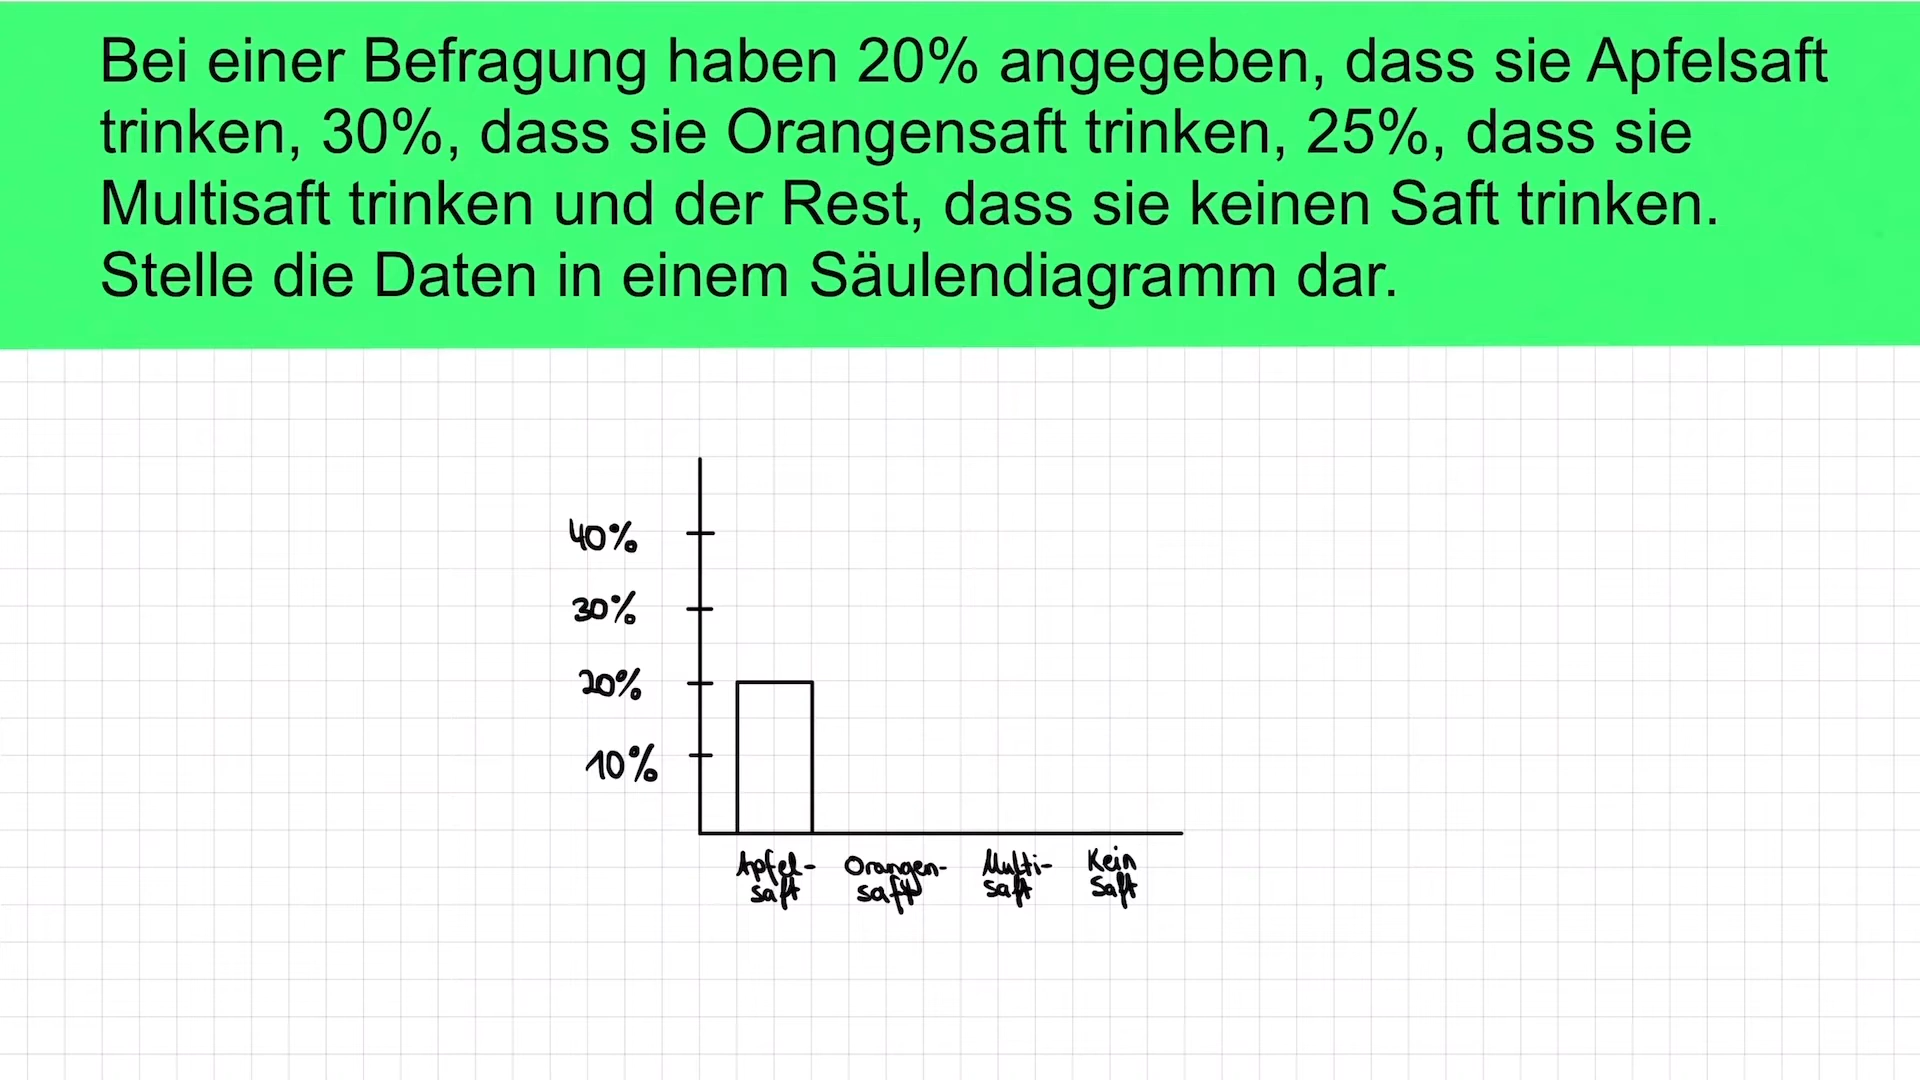 Bei einer Befragung haben 20% angegeben, dass sie Apfelsaft
trinken, 30%, dass sie Orangensaft trinken, 25%, dass sie
Multisaft trinken und der Rest, dass sie keinen Saft trinken.
Stelle die Daten in einem Säulendiagramm dar.
40%
30%
20%
10%
Apfel-
saft
Orangen-
saft
Multi-
saft
Kein
Saft